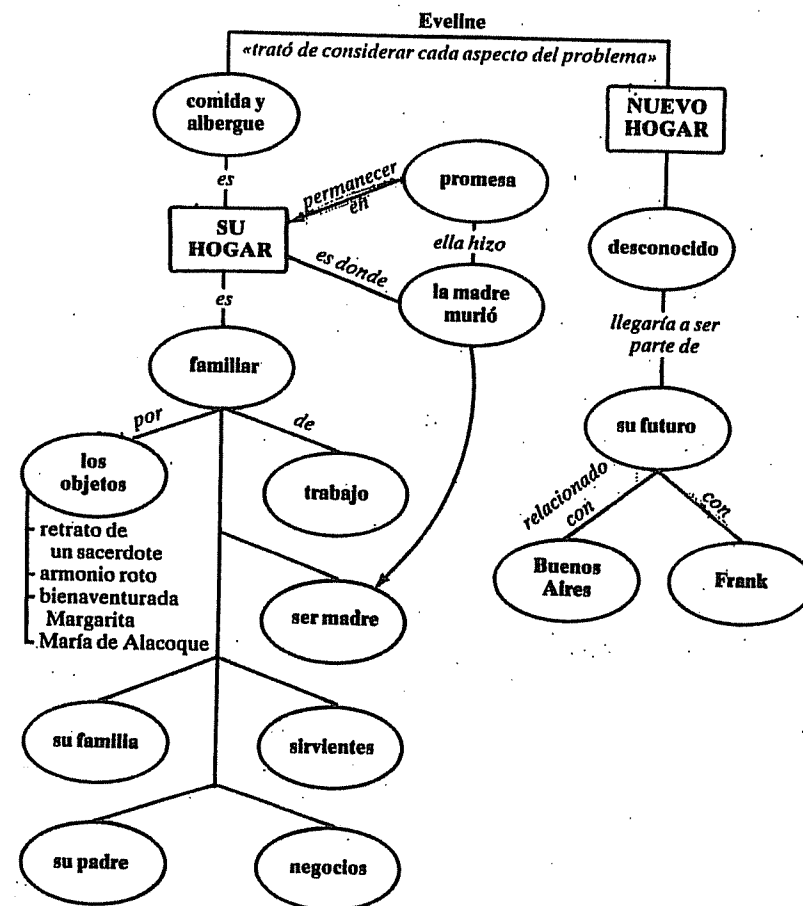 Eveline
«trató de considerar cada aspecto del problema»
comida y
albergue
NUEVO
HOGAR
es
permanecer
en
promesa
SU
HOGAR
ella hizo
desconocido
es donde
la madre
murió
es
llegaría a ser
parte de
familiar
por
de
su futuro
los
objetos
trabajo
relacionado
con
con
retrato de
un sacerdote
armonio roto
bienaventurada
Margarita
María de Alacoque
Buenos
Aires
Frank
ser madre
su familia
sirvientes
su padre
negocios